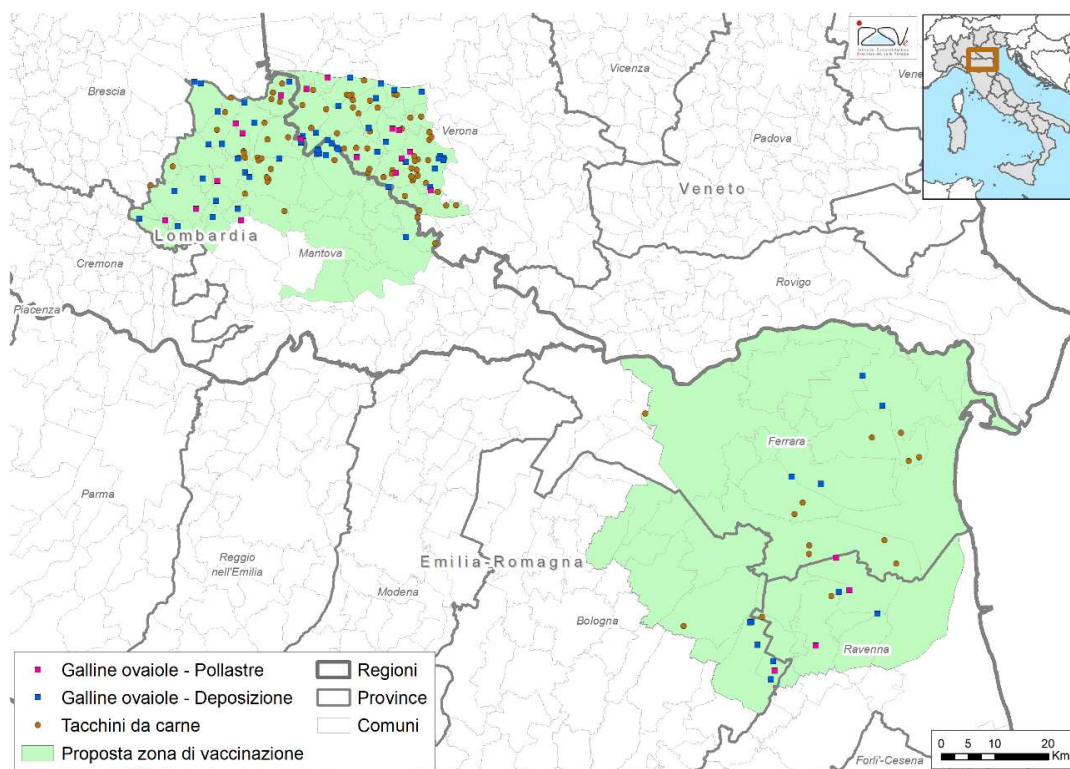 Brescia
Vicenza
Verona
Padova
Veneto
Lombardia
Mantova
Cremona
Rovigo
Piacenza
Ferrara
Parma
Reggio
nell'Emilia
Emilia-Romagna
Modena
Bologna
Ravenna
Forlì'-Cesena
Galline ovaiole - Pollastre
Galline ovaiole - Deposizione
Tacchini da carne
Proposta zona di vaccinazione
Regioni
Province
Comuni
0 5 10 20
Km